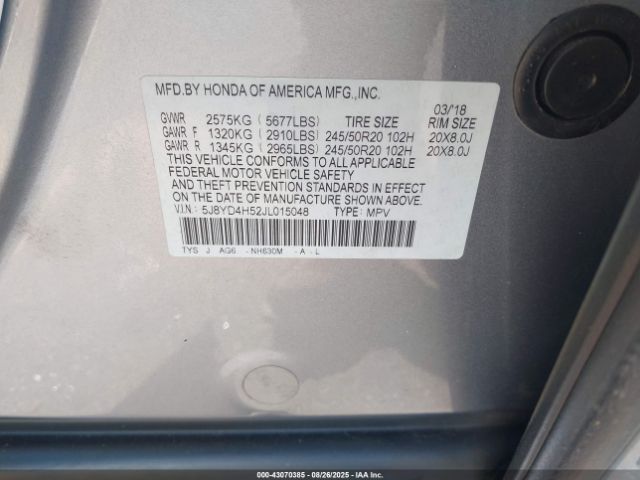 MFD.BY HONDA OF AMERICA MFG.,INC.
03/'18
GVWR 2575KG ( 5677LBS) TIRE SIZE RIM SIZE
GAWR F 1320KG ( 2910LBS) 245/50R20 102H 20X8.0J
GAWR R 1345KG ( 2965LBS) 245/50R20 102H 20X8.0J
THIS VEHICLE CONFORMS TO ALL APPLICABLE
FEDERAL MOTOR VEHICLE SAFETY
AND THEFT PREVENTION STANDARDS IN EFFECT
ON THE DATE OF MANUFACTURE SHOWN ABOVE.
V.I.N: 5J8YD4H52JL015048 TYPE: MPV
TYS J AG6 - NH630M - A - L
000-43070385 - 08/26/2025 - IAAI.com